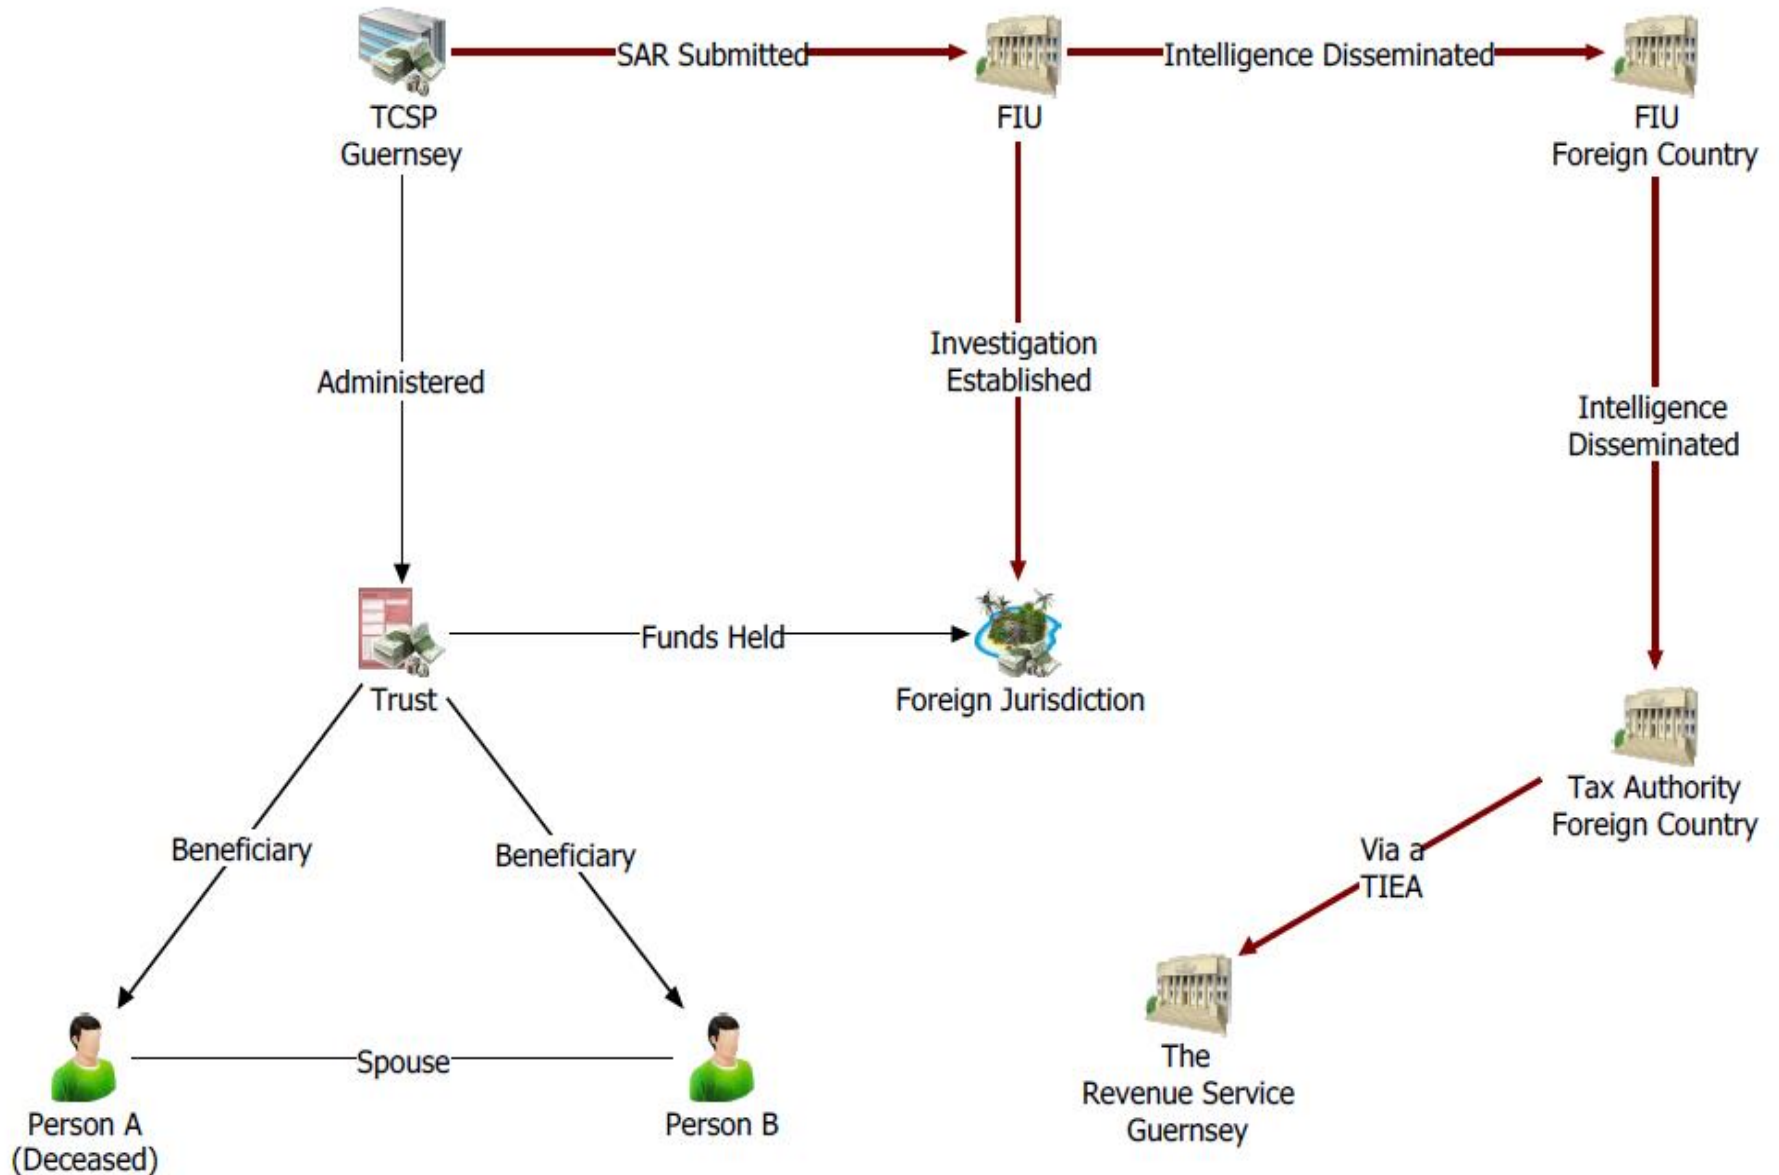 SAR Submitted
Intelligence Disseminated
TCSP
Guernsey
FIU
FIU
Foreign Country
Administered
Investigation
Established
Intelligence
Disseminated
Funds Held
Trust
Foreign Jurisdiction
Tax Authority
Foreign Country
Beneficiary
Beneficiary
Via a
TIEA
Spouse
The
Revenue Service
Guernsey
Person A
(Deceased)
Person B